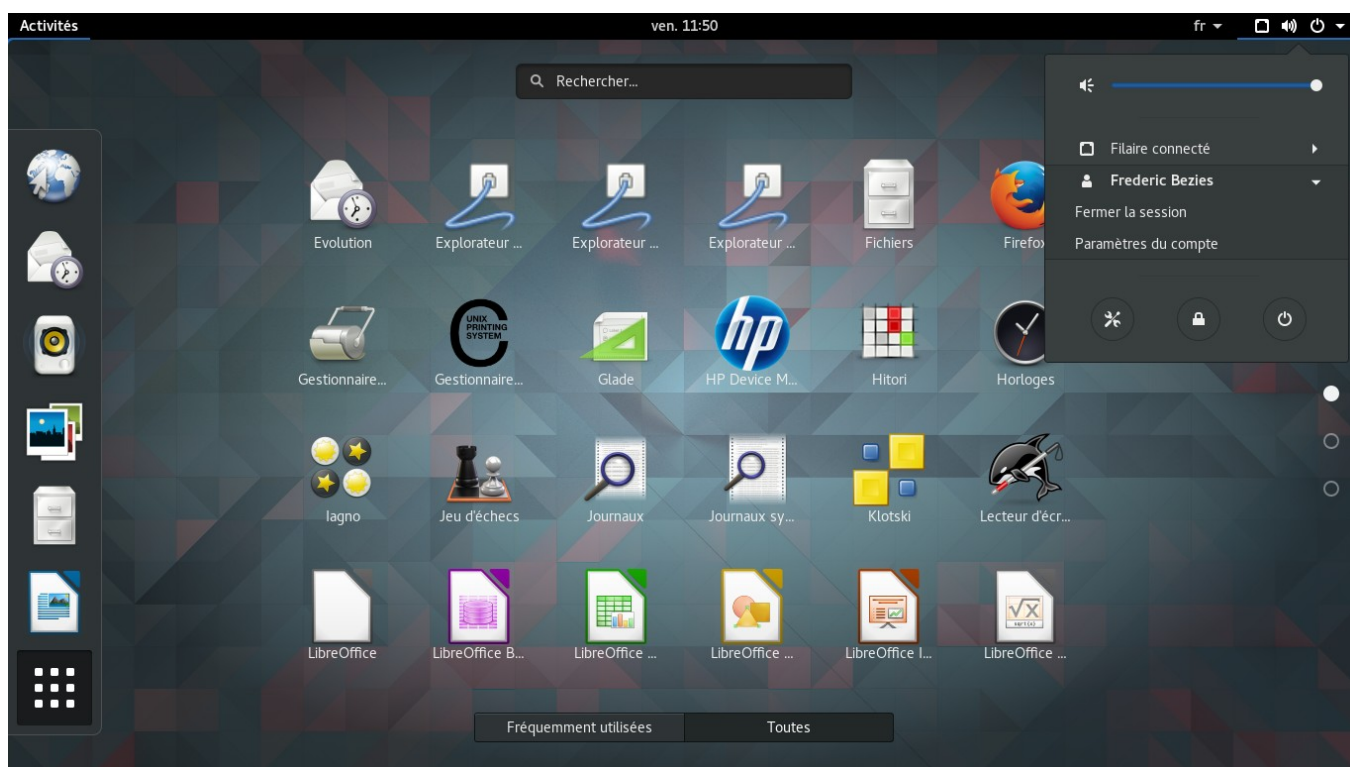 Activités
ven. 11:50
fr
Rechercher...
Filaire connecté
Frederic Bezies
Fermer la session
Paramètres du compte
Evolution
Explorateur ...
Explorateur ...
Explorateur ...
Fichiers
Firefox
UNIX
PRINTING
SYSTEM
hp
Gestionnaire...
Gestionnaire...
Glade
HP Device M...
Hitori
Horloges
Iagno
Jeu d'échecs
Journaux
Journaux sy...
Klotski
Lecteur d'écr...
LibreOffice
LibreOffice B...
LibreOffice ...
LibreOffice ...
LibreOffice I...
LibreOffice ...
Fréquemment utilisées
Toutes